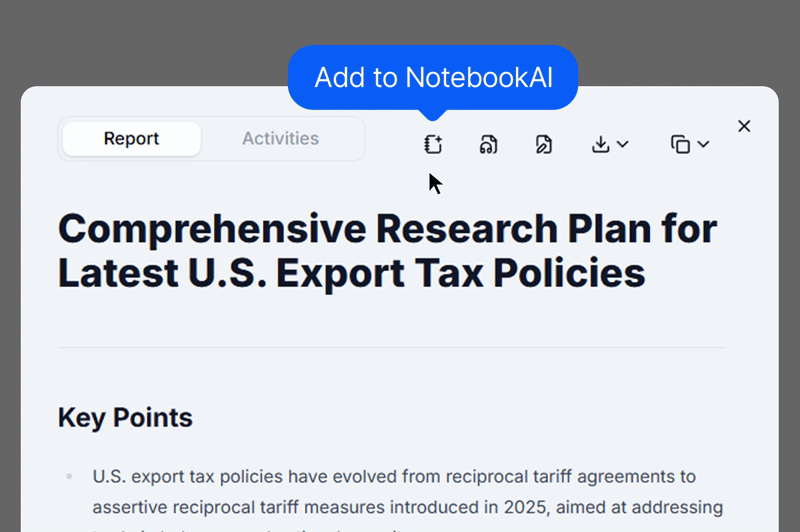 Add to NotebookAI
Report
Activities
Comprehensive Research Plan for
Latest U.S. Export Tax Policies
Key Points
U.S. export tax policies have evolved from reciprocal tariff agreements to
assertive reciprocal tariff measures introduced in 2025, aimed at addressing